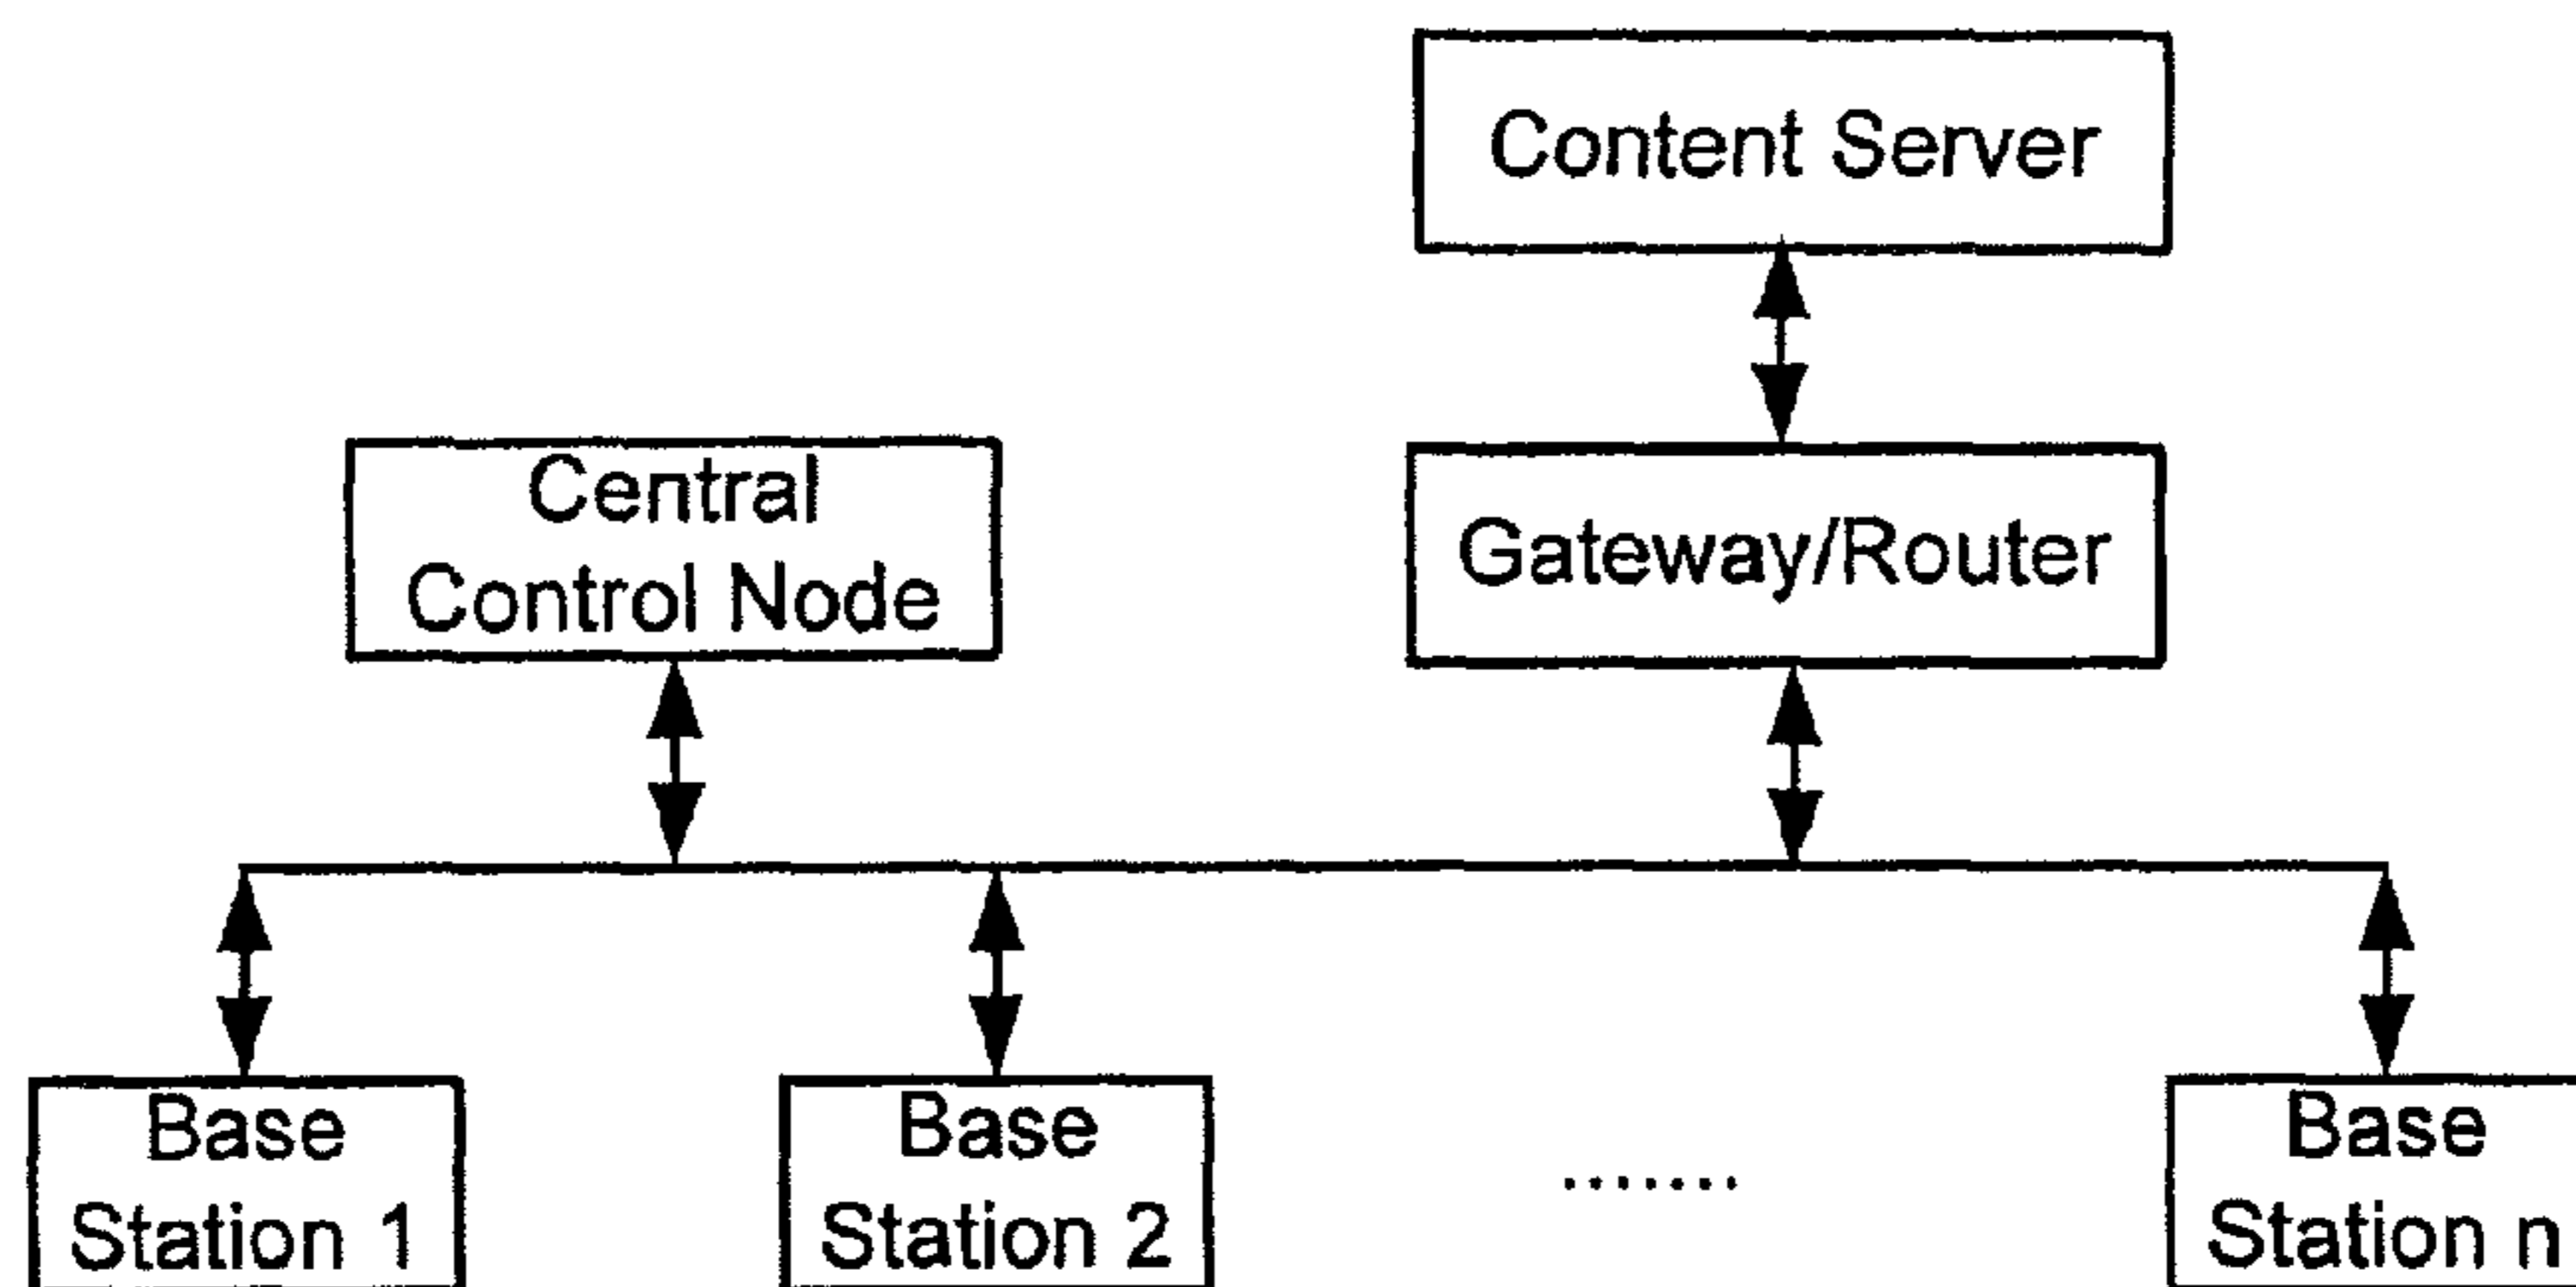 Content Server
Central
Control Node
Gateway/Router
Base
Station 1
Base
Station 2
.......
Base
Station n